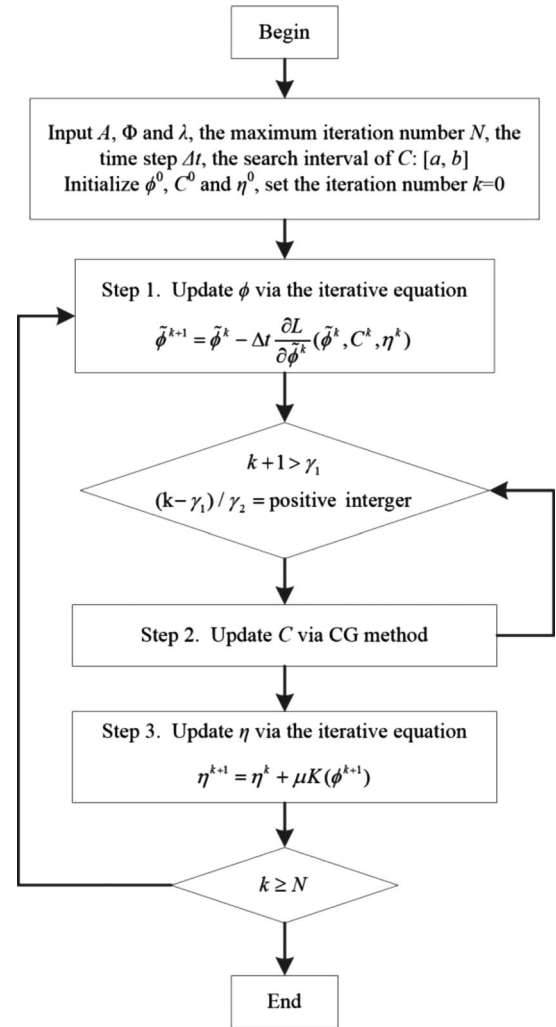 Begin
Input A, Φ and λ, the maximum iteration number N, the
time step Δt, the search interval of C: [a, b]
Initialize ϕ⁰, C⁰ and η⁰, set the iteration number k=0
Step 1. Update ϕ via the iterative equation
ϕ̃ᵏ⁺¹ = ϕ̃ᵏ − Δt ∂L/∂ϕ̃ᵏ (ϕ̃ᵏ, Cᵏ, ηᵏ)
k+1 > γ₁
(k−γ₁) / γ₂ = positive interger
Step 2. Update C via CG method
Step 3. Update η via the iterative equation
ηᵏ⁺¹ = ηᵏ + μK(ϕᵏ⁺¹)
k ≥ N
End